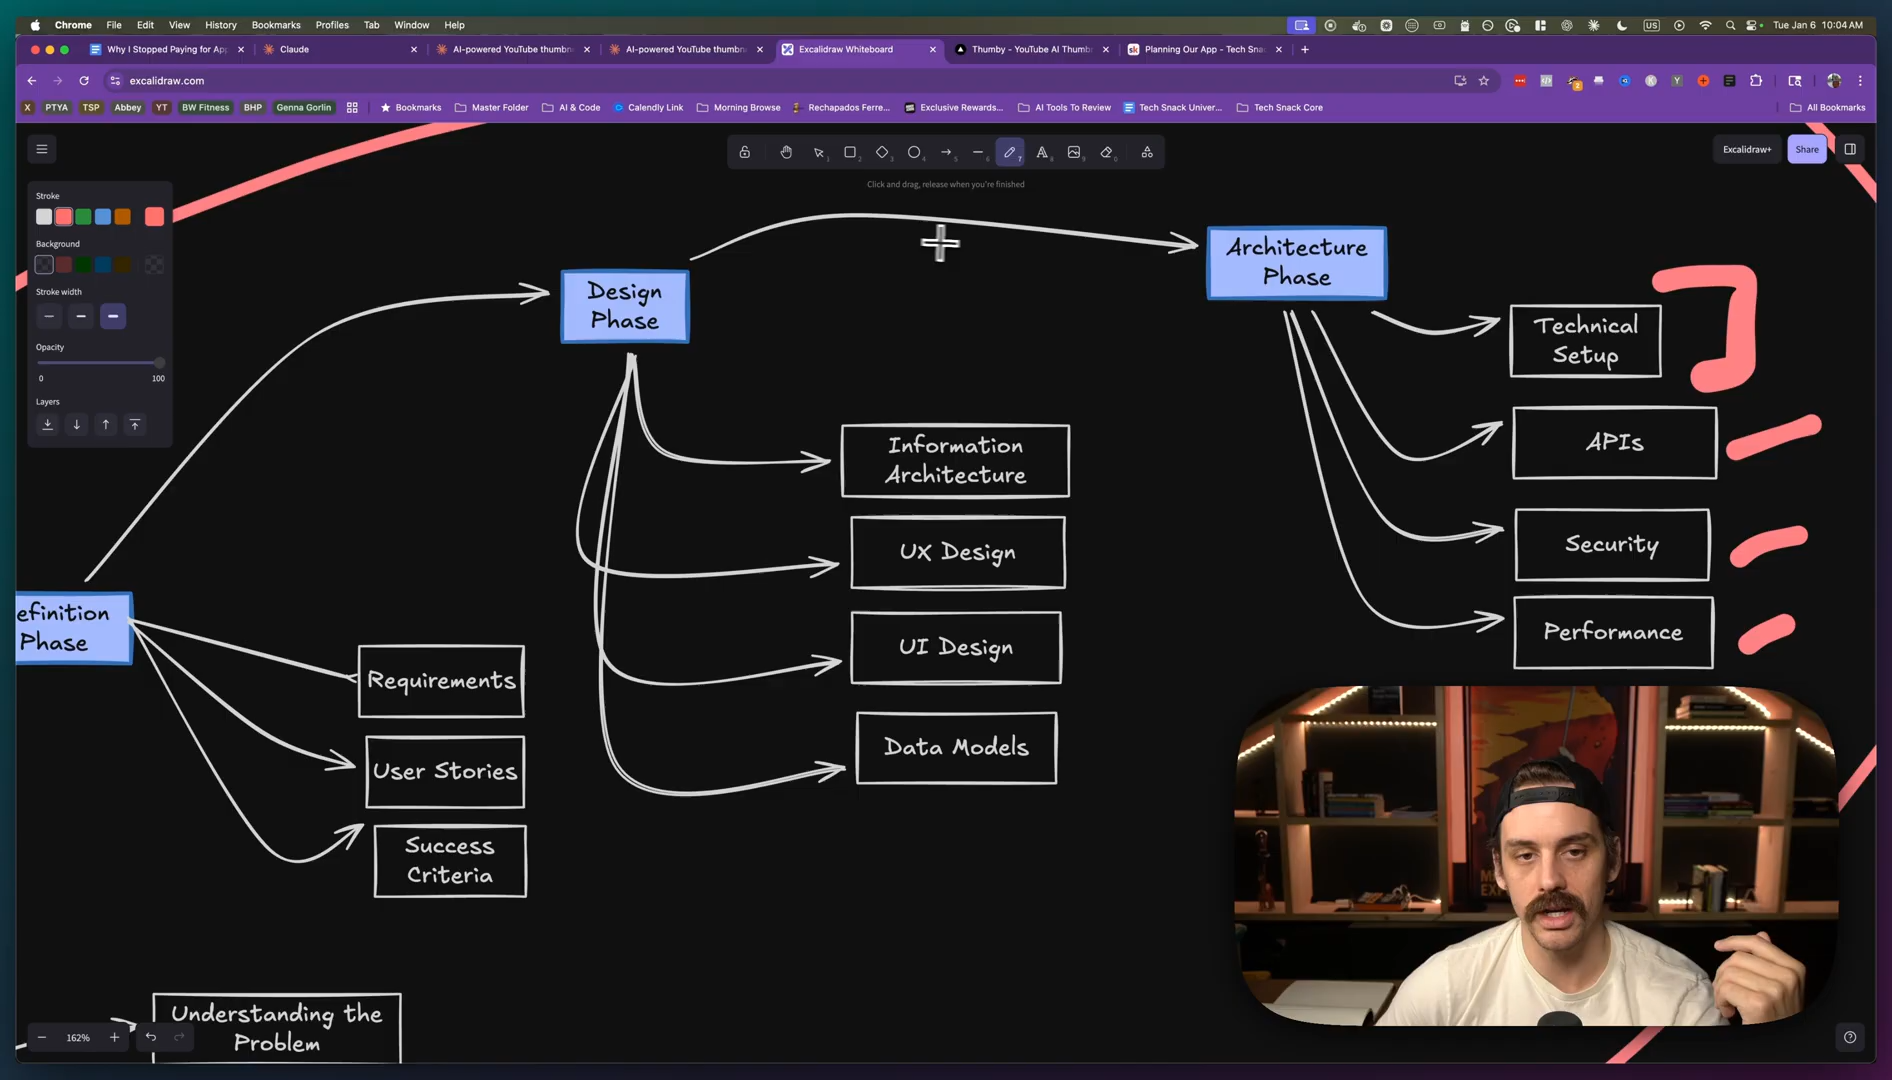 Chrome File Edit View History Bookmarks Profiles Tab Window Help
US
Tue Jan 6 10:04 AM
Why I Stopped Paying for App
Claude
AI-powered YouTube thumbn
AI-powered YouTube thumbn
Excalidraw Whiteboard
Thumby - YouTube AI Thumb
Planning Our App - Tech Sna
excalidraw.com
X PTYA TSP Abbey YT BW Fitness BHP Genna Gorlin Bookmarks Master Folder AI & Code Calendly Link Morning Browse Rechapados Ferre... Exclusive Rewards... AI Tools To Review Tech Snack Univer... Tech Snack Core All Bookmarks
Excalidraw+
Share
Click and drag, release when you're finished
Stroke
Background
Stroke width
Opacity
0 100
Layers
Design
Phase
Architecture
Phase
Technical
Setup
APIs
Security
Performance
Information
Architecture
UX Design
UI Design
Data Models
efinition
Phase
Requirements
User Stories
Success
Criteria
Understanding the
Problem
162%